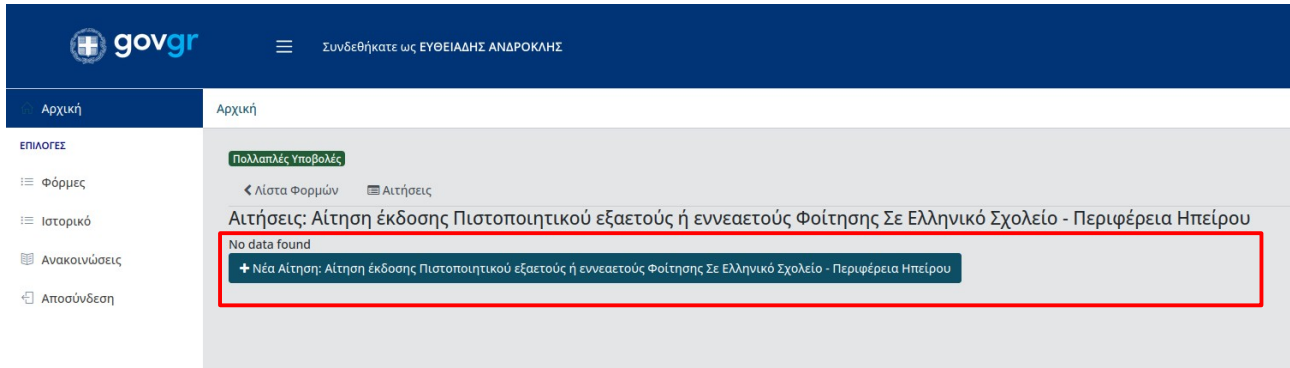 govgr
Συνδεθήκατε ως ΕΥΘΕΙΑΔΗΣ ΑΝΔΡΟΚΛΗΣ
Αρχική
Αρχική
ΕΠΙΛΟΓΕΣ
Φόρμες
Ιστορικό
Ανακοινώσεις
Αποσύνδεση
Πολλαπλές Υποβολές
Λίστα Φορμών Αιτήσεις
Αιτήσεις: Αίτηση έκδοσης Πιστοποιητικού εξαετούς ή εννεαετούς Φοίτησης Σε Ελληνικό Σχολείο - Περιφέρεια Ηπείρου
No data found
+ Νέα Αίτηση: Αίτηση έκδοσης Πιστοποιητικού εξαετούς ή εννεαετούς Φοίτησης Σε Ελληνικό Σχολείο - Περιφέρεια Ηπείρου